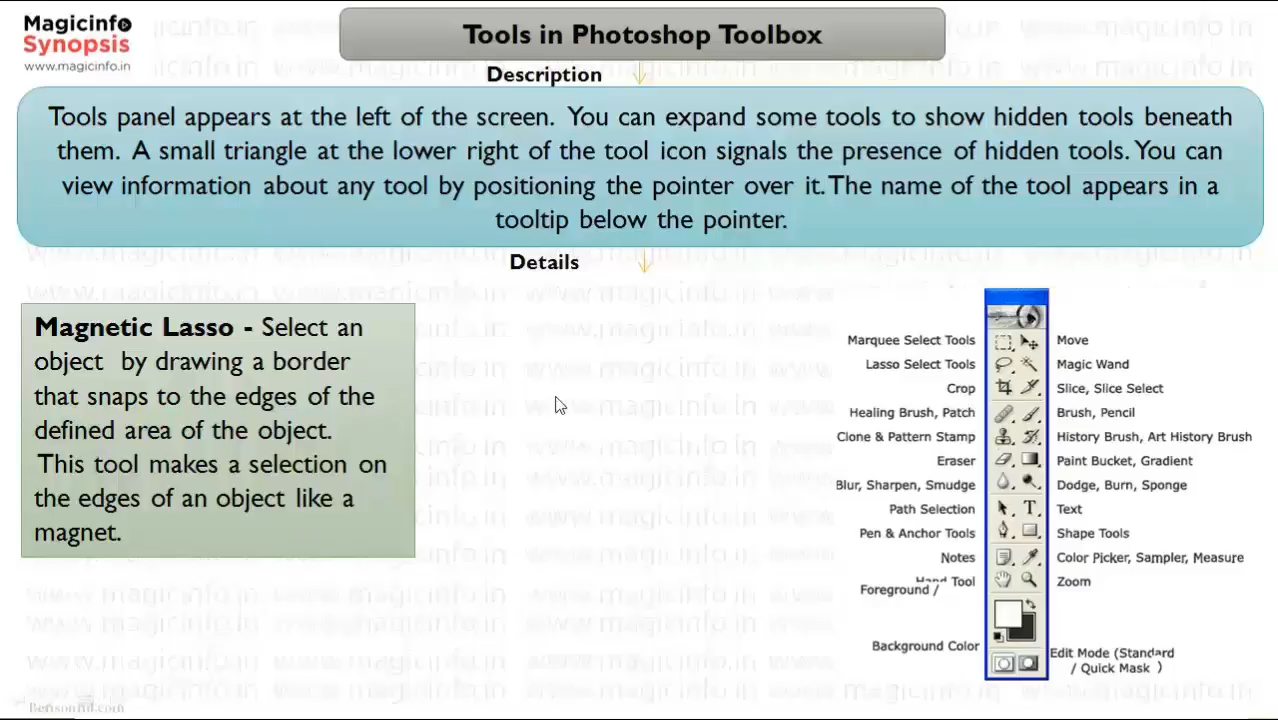 Magicinfo
Synopsis
www.magicinfo.in
Tools in Photoshop Toolbox
Description
Tools panel appears at the left of the screen. You can expand some tools to show hidden tools beneath
them. A small triangle at the lower right of the tool icon signals the presence of hidden tools. You can
view information about any tool by positioning the pointer over it. The name of the tool appears in a
tooltip below the pointer.
Details
Magnetic Lasso - Select an
object by drawing a border
that snaps to the edges of the
defined area of the object.
This tool makes a selection on
the edges of an object like a
magnet.
Marquee Select Tools
Move
Lasso Select Tools
Magic Wand
Crop
Slice, Slice Select
Healing Brush, Patch
Brush, Pencil
Clone & Pattern Stamp
History Brush, Art History Brush
Eraser
Paint Bucket, Gradient
Blur, Sharpen, Smudge
Dodge, Burn, Sponge
Path Selection
Text
Pen & Anchor Tools
Shape Tools
Notes
Color Picker, Sampler, Measure
Hand Tool
Zoom
Foreground /
Background Color
Edit Mode (Standard
/ Quick Mask )